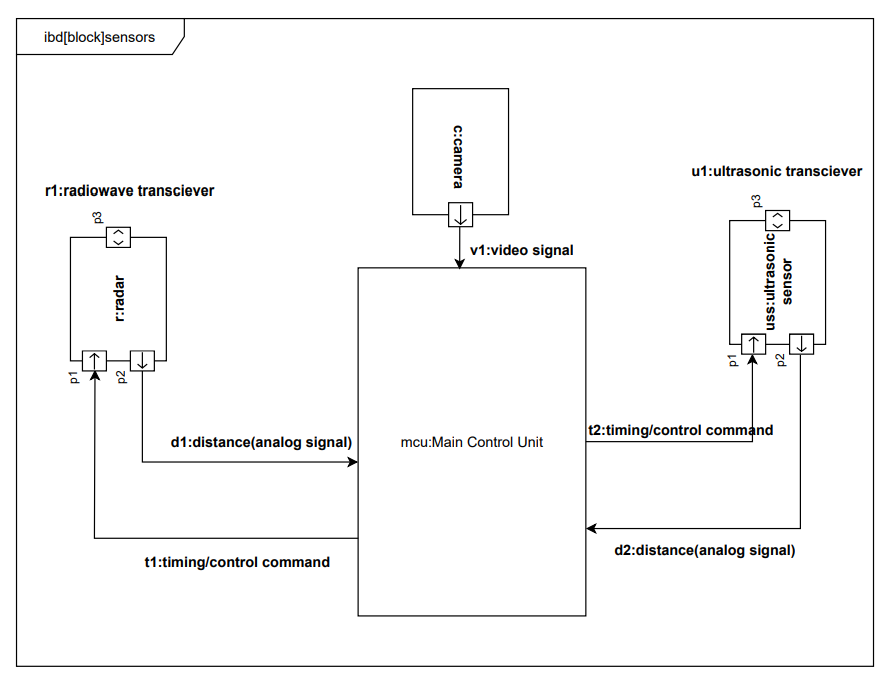 ibd[block]sensors
c:camera
u1:ultrasonic transciever
r1:radiowave transciever
p3
p3
v1:video signal
r:radar
uss:ultrasonic
sensor
p1
p2
p1
p2
d1:distance(analog signal)
mcu:Main Control Unit
t2:timing/control command
t1:timing/control command
d2:distance(analog signal)